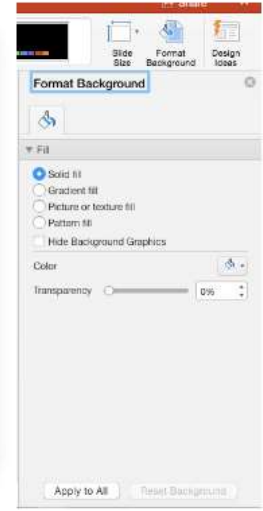 Share
Slide Format Design
Size Background Ideas
Format Background
Fill
Solid fill
Gradient fill
Picture or texture fill
Pattern fill
Hide Background Graphics
Color
Transparency 0%
Apply to All Reset Background